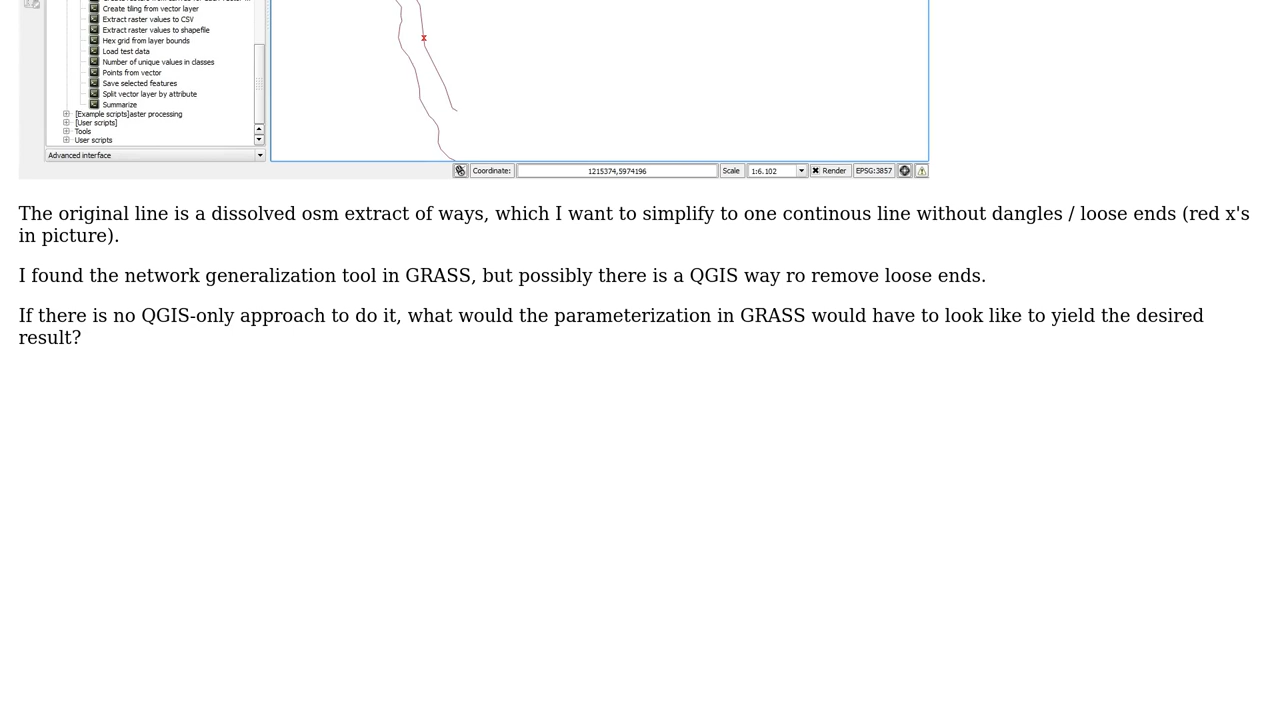 Creating tiling from vector layer
Extract raster values to CSV
Extract raster values to shapefile
Hex grid from layer bounds
Load test data
Number of unique values in classes
Points from vector
Save selected features
Split vector layer by attribute
Summarize
[Example scripts]aster processing
[User scripts]
Tools
User scripts
Advanced interface
Coordinate: 1215374,5974196 Scale 1:6.102 Render EPSG:3857
The original line is a dissolved osm extract of ways, which I want to simplify to one continous line without dangles / loose ends (red x's
in picture).
I found the network generalization tool in GRASS, but possibly there is a QGIS way ro remove loose ends.
If there is no QGIS-only approach to do it, what would the parameterization in GRASS would have to look like to yield the desired
result?